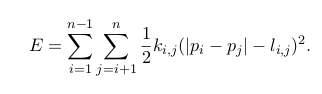 $E = \sum_{i=1}^{n-1} \sum_{j=i+1}^{n} \frac{1}{2} k_{i,j} (|p_i - p_j| - l_{i,j})^2.$